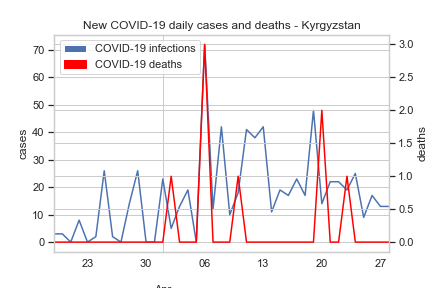 New COVID-19 daily cases and deaths - Kyrgyzstan
COVID-19 infections
COVID-19 deaths
cases
70
60
50
40
30
20
10
0
deaths
3.0
2.5
2.0
1.5
1.0
0.5
0.0
23 30 06 13 20 27